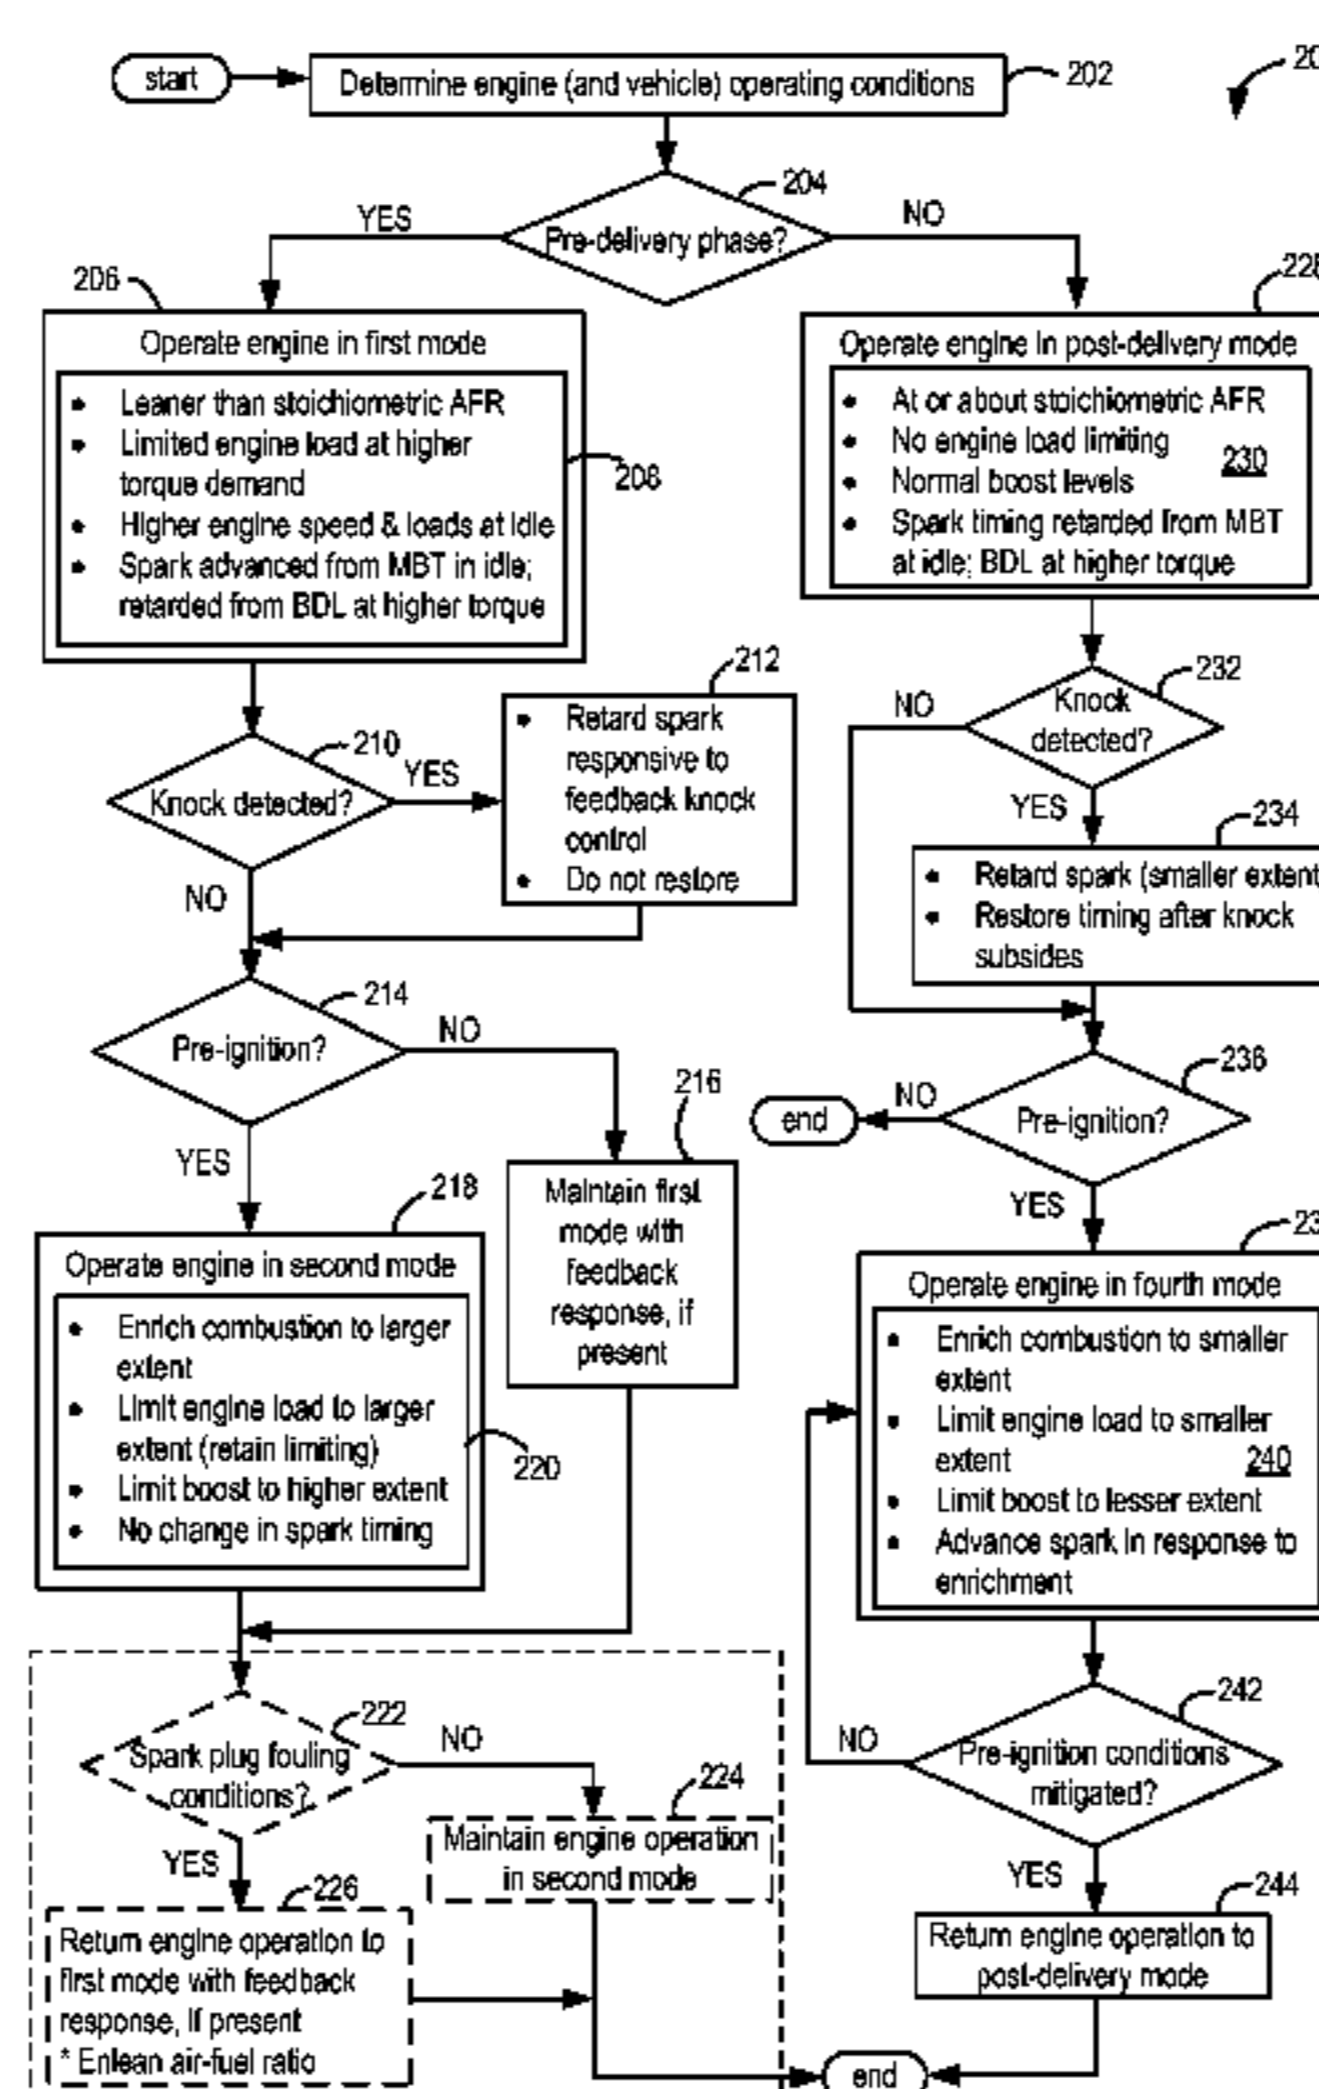 start
Determine engine (and vehicle) operating conditions
202
204
Pre-delivery phase?
YES
NO
206
Operate engine in first mode
• Leaner than stoichiometric AFR
• Limited engine load at higher
torque demand
• Higher engine speed & loads at idle
• Spark advanced from MBT in idle;
retarded from BDL at higher torque
208
210
Knock detected?
YES
NO
212
• Retard spark
responsive to
feedback knock
control
• Do not restore
214
Pre-ignition?
NO
YES
216
Maintain first
mode with
feedback
response, if
present
218
Operate engine in second mode
• Enrich combustion to larger
extent
• Limit engine load to larger
extent (retain limiting)
• Limit boost to higher extent
• No change in spark timing
220
222
Spark plug fouling
conditions?
NO
YES
224
Maintain engine operation
in second mode
226
Return engine operation to
first mode with feedback
response, if present
* Enlean air-fuel ratio
Operate engine in post-delivery mode
• At or about stoichiometric AFR
• No engine load limiting
• Normal boost levels
• Spark timing retarded from MBT
at idle; BDL at higher torque
230
232
Knock
detected?
NO
YES
234
• Retard spark (smaller extent
• Restore timing after knock
subsides
236
Pre-ignition?
NO
end
YES
Operate engine in fourth mode
• Enrich combustion to smaller
extent
• Limit engine load to smaller
extent
• Limit boost to lesser extent
• Advance spark in response to
enrichment
240
242
Pre-ignition conditions
mitigated?
NO
YES
244
Return engine operation to
post-delivery mode
end